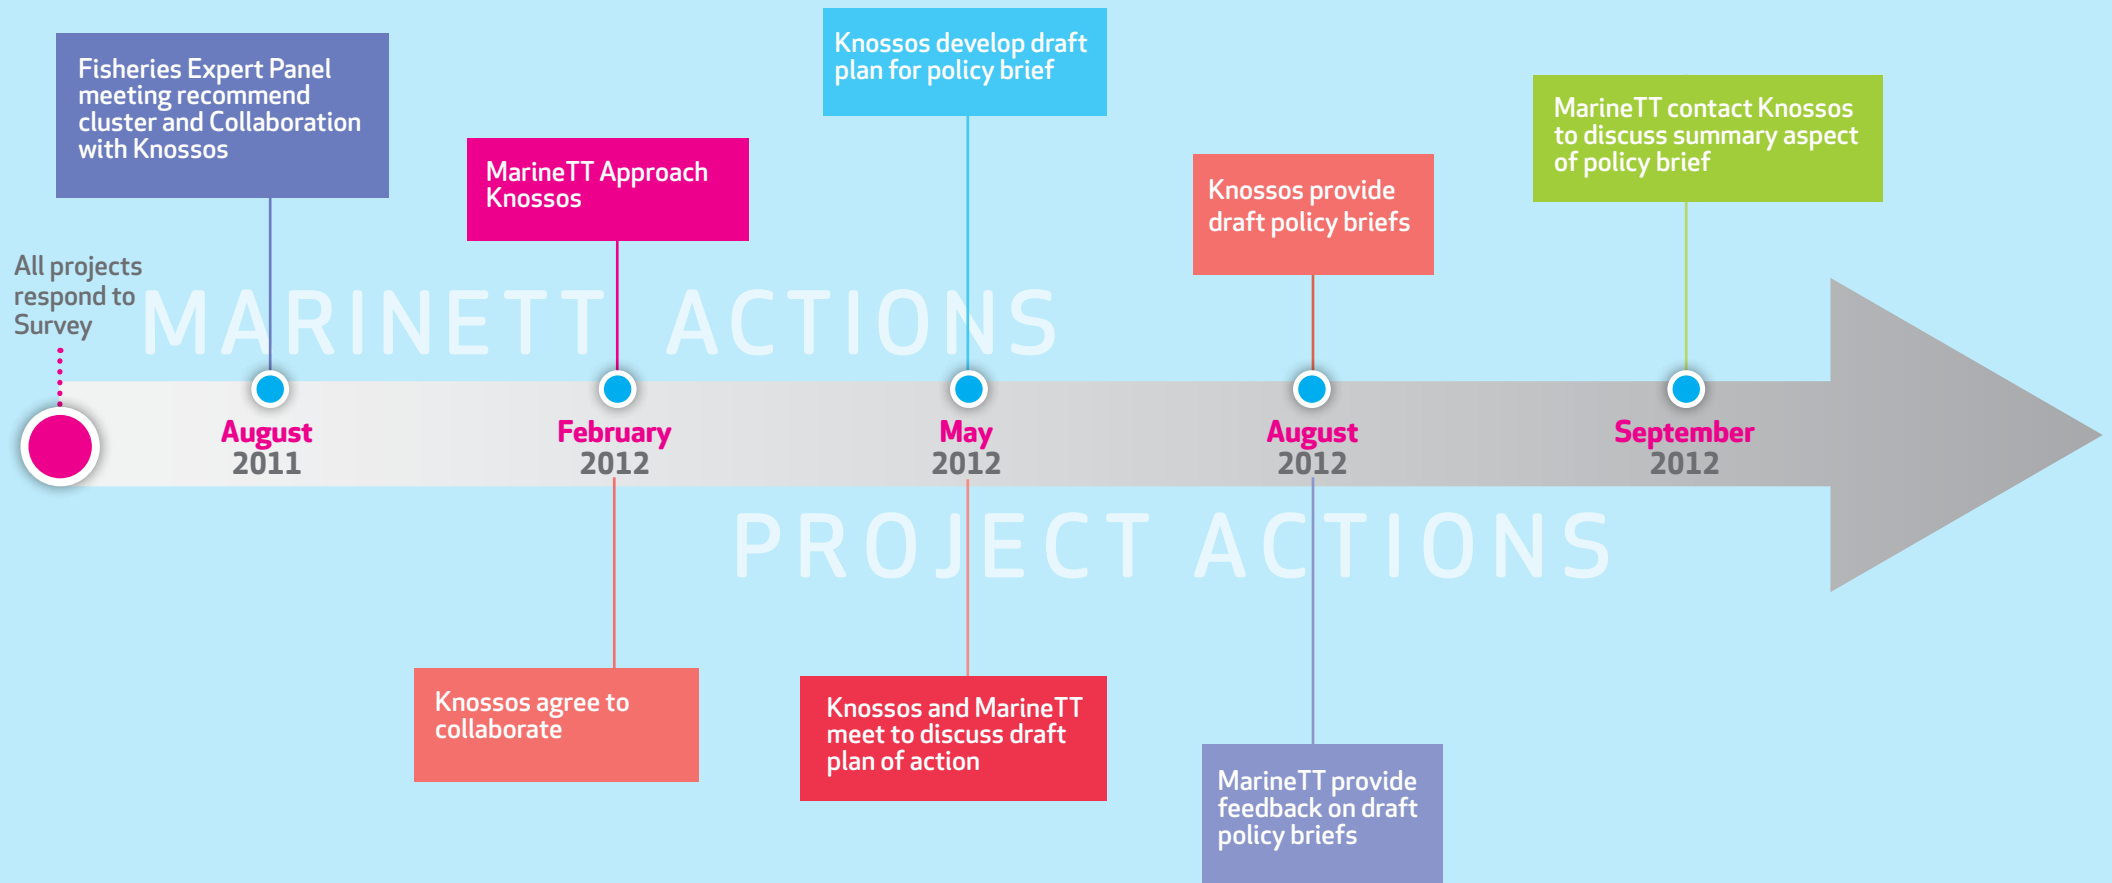 Fisheries Expert Panel
meeting recommend
cluster and Collaboration
with Knossos
MarineTT Approach
Knossos
Knossos develop draft
plan for policy brief
Knossos provide
draft policy briefs
MarineTT contact Knossos
to discuss summary aspect
of policy brief
All projects
respond to
Survey
MARINETT ACTIONS
August
2011
February
2012
May
2012
August
2012
September
2012
PROJECT ACTIONS
Knossos agree to
collaborate
Knossos and MarineTT
meet to discuss draft
plan of action
MarineTT provide
feedback on draft
policy briefs